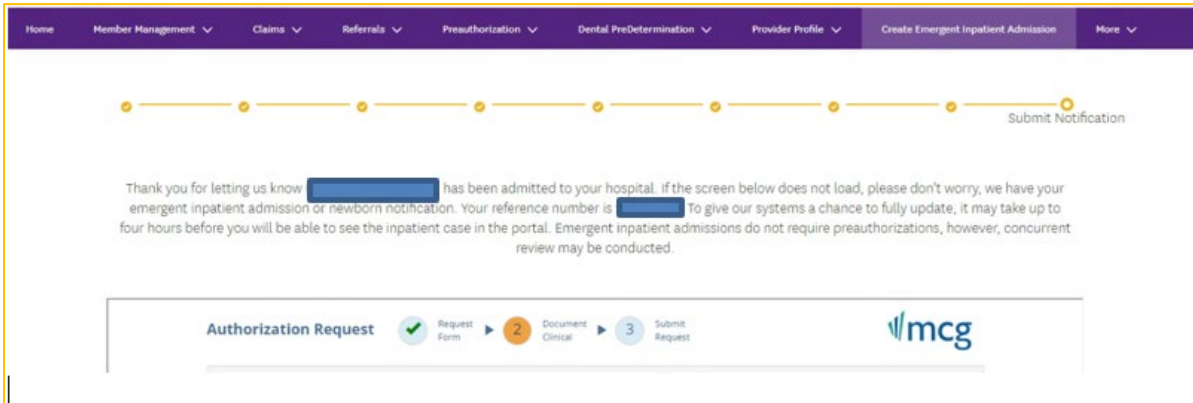 Home Member Management Claims Referrals Preauthorization Dental PreDetermination Provider Profile Create Emergent Inpatient Admission More
Submit Notification
Thank you for letting us know has been admitted to your hospital. If the screen below does not load, please don't worry, we have your
emergent inpatient admission or newborn notification. Your reference number is To give our systems a chance to fully update, it may take up to
four hours before you will be able to see the inpatient case in the portal. Emergent inpatient admissions do not require preauthorizations, however, concurrent
review may be conducted.
Authorization Request Request Form 2 Document Clinical 3 Submit Request mcg